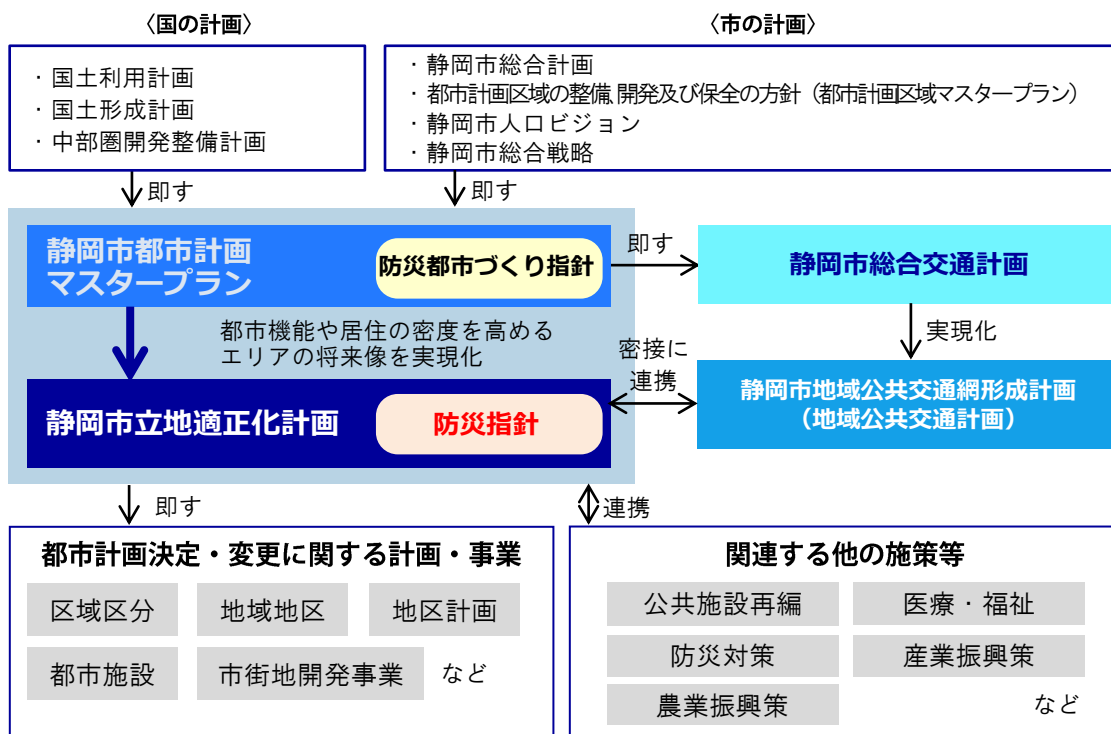 〈国の計画〉
・国土利用計画
・国土形成計画
・中部圏開発整備計画
〈市の計画〉
・静岡市総合計画
・都市計画区域の整備、開発及び保全の方針（都市計画区域マスタープラン）
・静岡市人口ビジョン
・静岡市総合戦略
即す
即す
静岡市都市計画
マスタープラン
防災都市づくり指針
即す
静岡市総合交通計画
都市機能や居住の密度を高める
エリアの将来像を実現化
実現化
密接に
連携
静岡市立地適正化計画
防災指針
静岡市地域公共交通網形成計画
（地域公共交通計画）
即す
連携
都市計画決定・変更に関する計画・事業
区域区分
地域地区
地区計画
都市施設
市街地開発事業
など
関連する他の施策等
公共施設再編
医療・福祉
防災対策
産業振興策
農業振興策
など